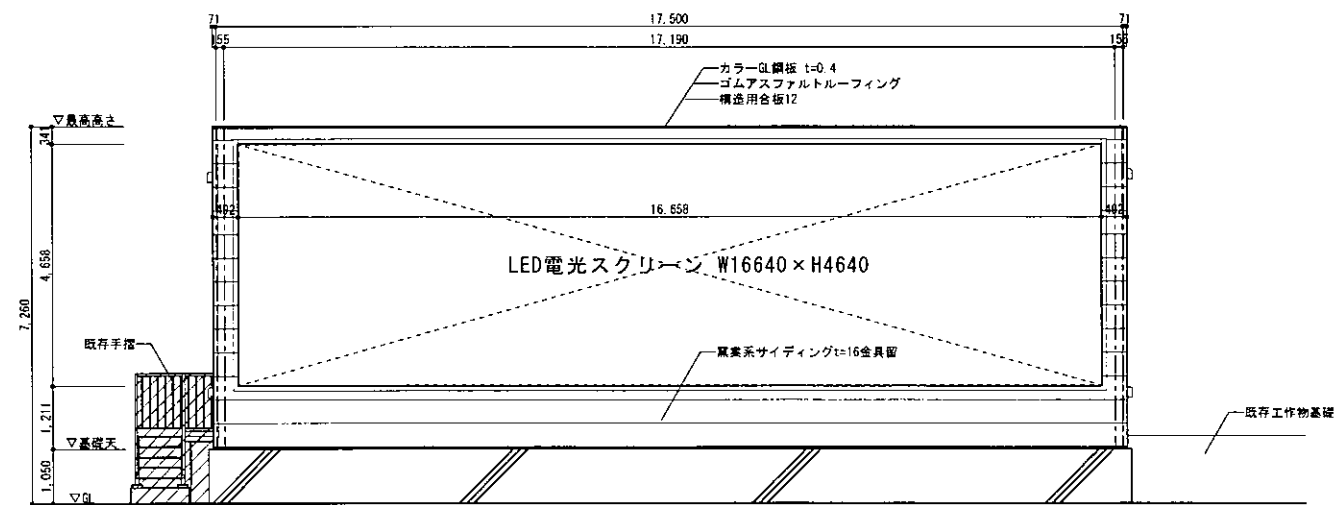 71
17,500
71
155
17,190
155
カラーGL鋼板 t=0.4
ゴムアスファルトルーフィング
構造用合板12
▽最高高さ
341
492
16,658
492
4,658
LED電光スクリーン W16640×H4640
7,260
既存手摺
窯業系サイディングt=16金具留
1,211
既存工作物基礎
▽基礎天
1,050
▽GL